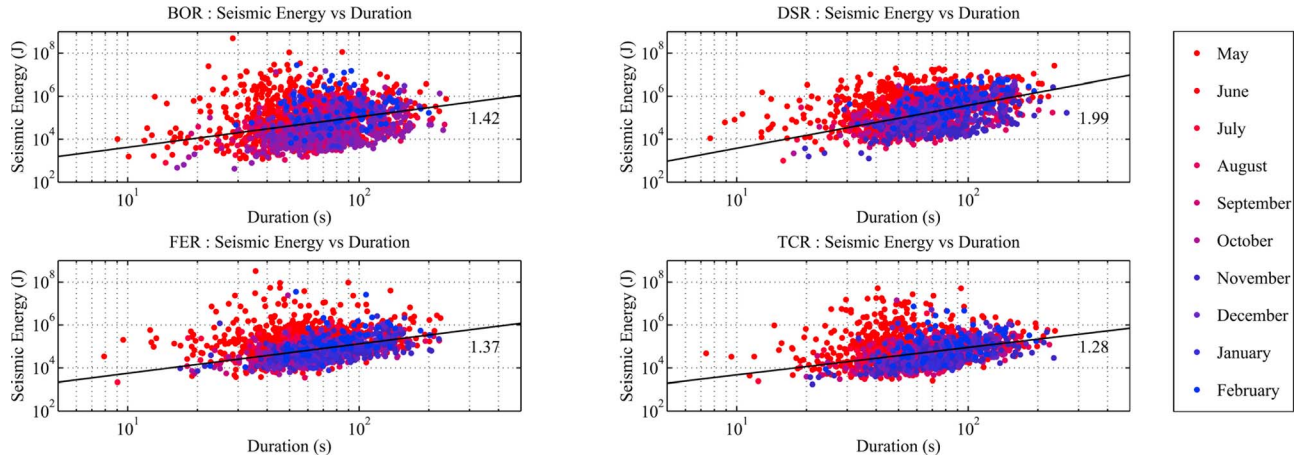 BOR : Seismic Energy vs Duration
Seismic Energy (J)
10^8
10^6
10^4
10^2
1.42
10^1
10^2
Duration (s)
DSR : Seismic Energy vs Duration
Seismic Energy (J)
10^8
10^6
10^4
10^2
1.99
10^1
10^2
Duration (s)
FER : Seismic Energy vs Duration
Seismic Energy (J)
10^8
10^6
10^4
10^2
1.37
10^1
10^2
Duration (s)
TCR : Seismic Energy vs Duration
Seismic Energy (J)
10^8
10^6
10^4
10^2
1.28
10^1
10^2
Duration (s)
May
June
July
August
September
October
November
December
January
February